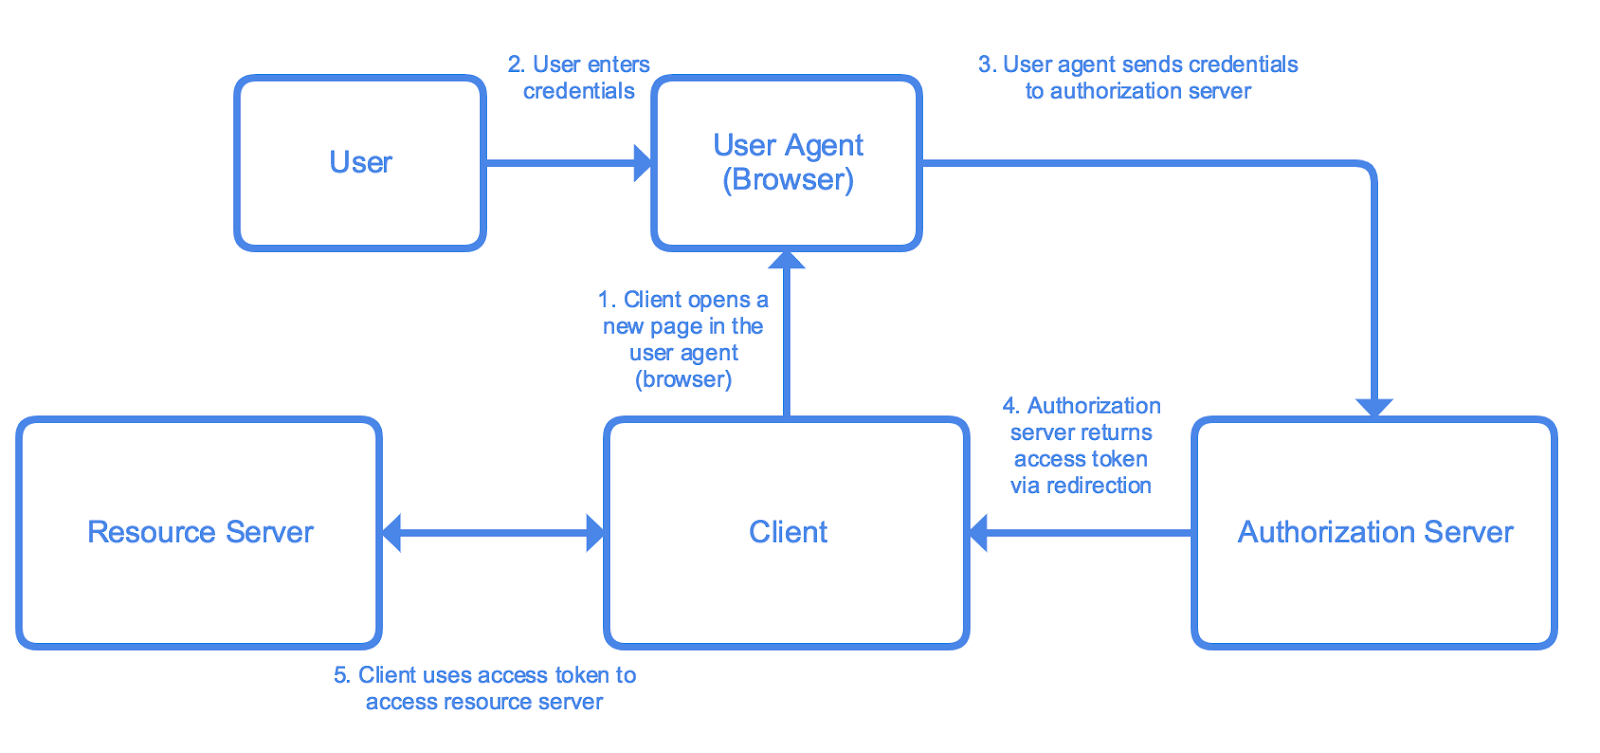 2. User enters
credentials
3. User agent sends credentials
to authorization server
User
User Agent
(Browser)
1. Client opens a
new page in the
user agent
(browser)
4. Authorization
server returns
access token
via redirection
Resource Server
Client
Authorization Server
5. Client uses access token to
access resource server